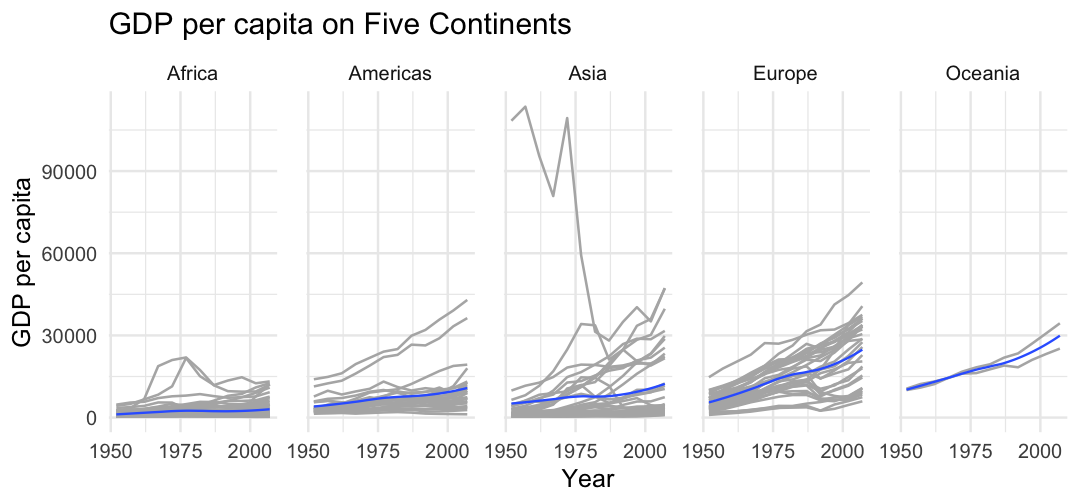 GDP per capita on Five Continents
Africa Americas Asia Europe Oceania
90000
60000
30000
0
GDP per capita
1950 1975 2000 1950 1975 2000 1950 1975 2000 1950 1975 2000 1950 1975 2000
Year